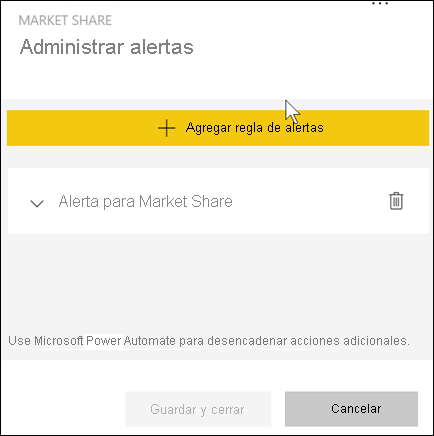 MARKET SHARE
Administrar alertas
Agregar regla de alertas
Alerta para Market Share
Use Microsoft Power Automate para desencadenar acciones adicionales.
Guardar y cerrar
Cancelar